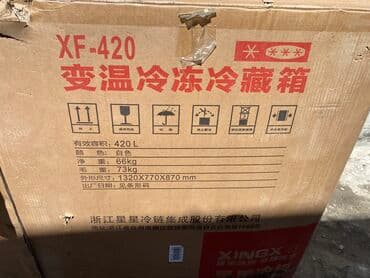 XF-420
变温冷冻冷藏箱
有效容积：420 L
颜 色：白色
净 重：66kg
毛 重：73kg
外形尺寸：1320X770X870 mm
出厂日期：见条形码
浙江星星冷链集成股份有限公司
XINGX